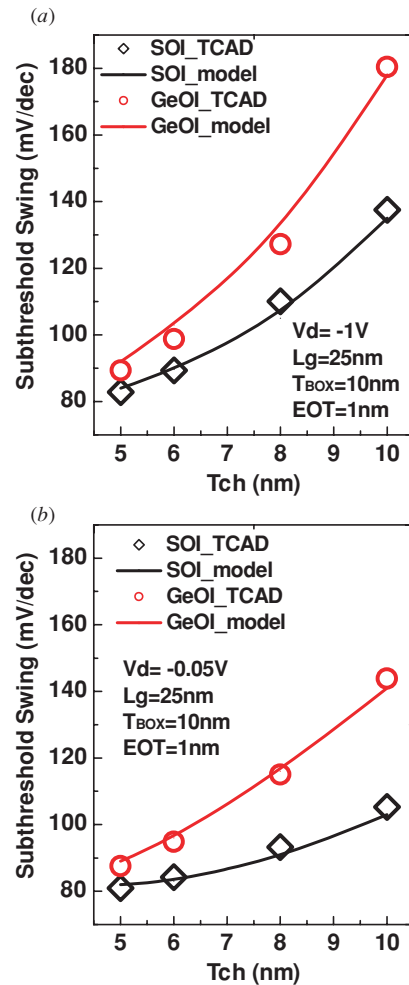 (a)
SOI_TCAD
SOI_model
GeOI_TCAD
GeOI_model
Subthreshold Swing (mV/dec)
180
160
140
120
100
80
Vd= -1V
Lg=25nm
TBOX=10nm
EOT=1nm
5 6 7 8 9 10
Tch (nm)
(b)
SOI_TCAD
SOI_model
GeOI_TCAD
GeOI_model
Subthreshold Swing (mV/dec)
180
160
140
120
100
80
Vd= -0.05V
Lg=25nm
TBOX=10nm
EOT=1nm
5 6 7 8 9 10
Tch (nm)